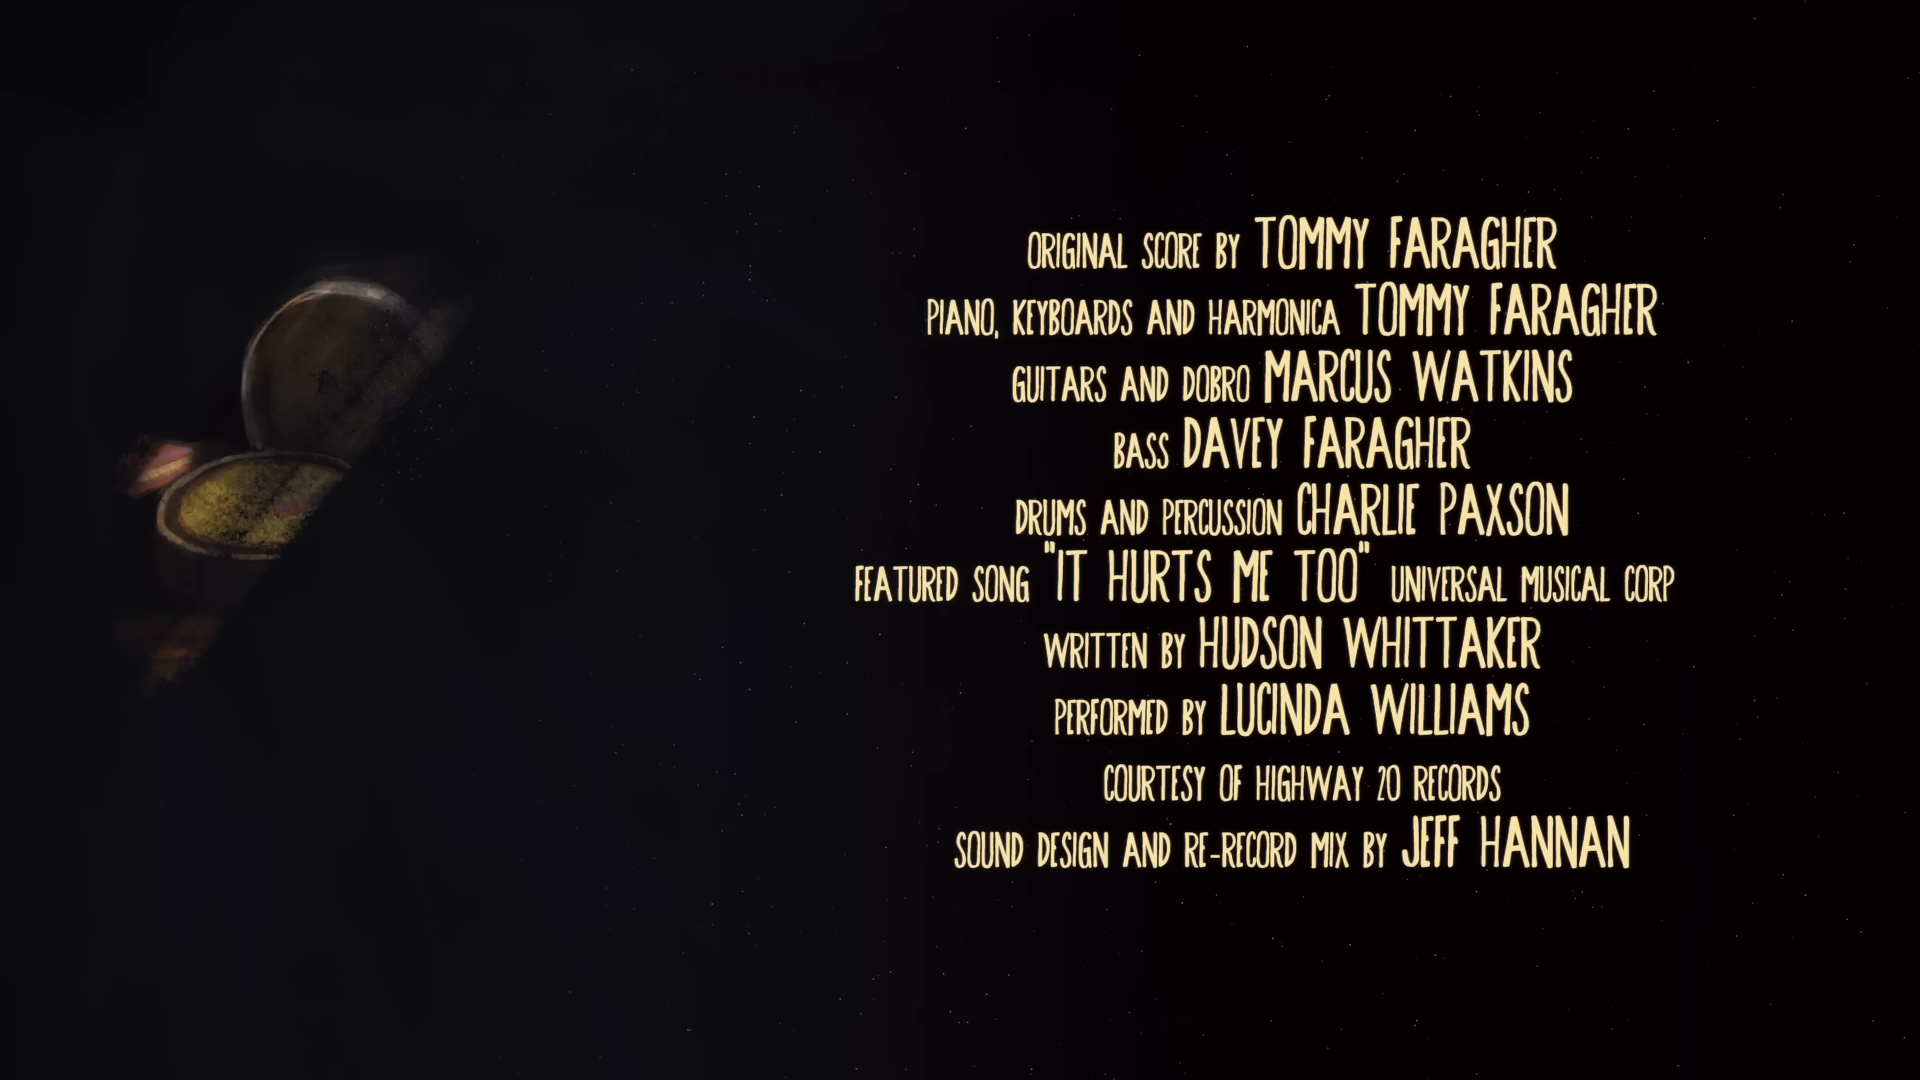 ORIGINAL SCORE BY TOMMY FARAGHER
PIANO, KEYBOARDS AND HARMONICA TOMMY FARAGHER
GUITARS AND DOBRO MARCUS WATKINS
BASS DAVEY FARAGHER
DRUMS AND PERCUSSION CHARLIE PAXSON
FEATURED SONG "IT HURTS ME TOO" UNIVERSAL MUSICAL CORP
WRITTEN BY HUDSON WHITTAKER
PERFORMED BY LUCINDA WILLIAMS
COURTESY OF HIGHWAY 20 RECORDS
SOUND DESIGN AND RE-RECORD MIX BY JEFF HANNAN